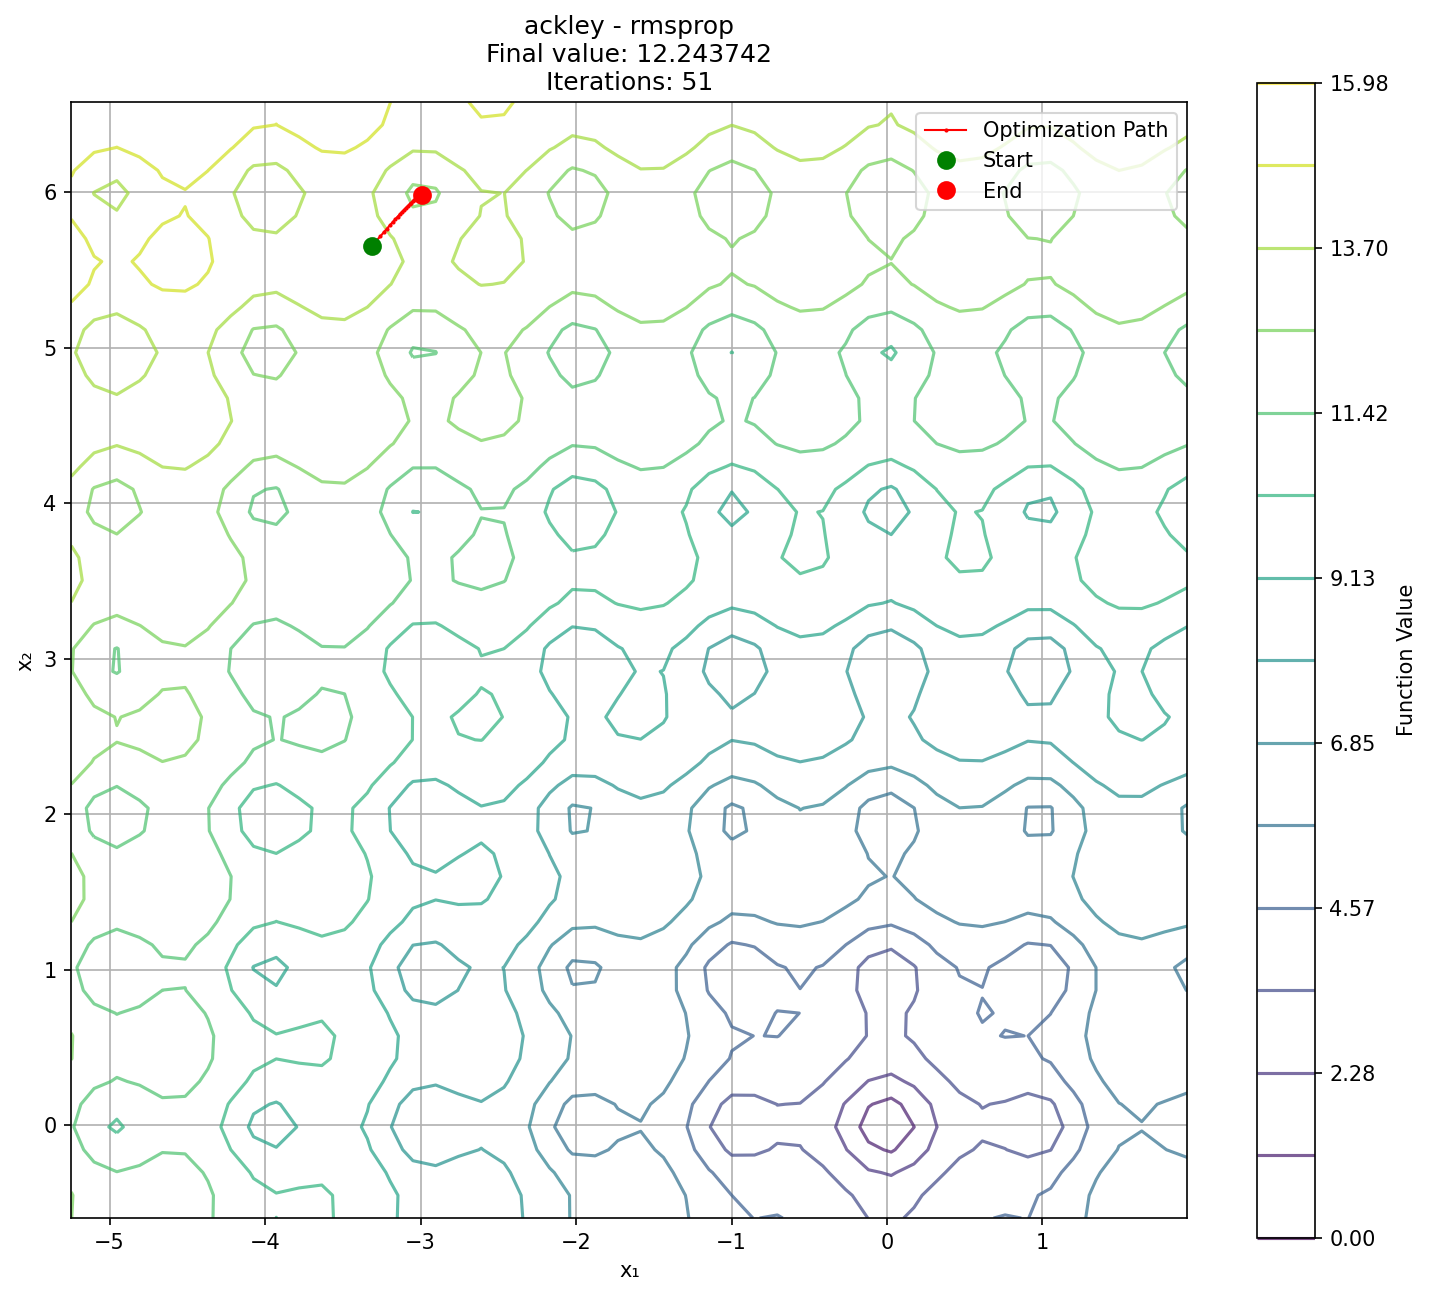 ackley - rmsprop
Final value: 12.243742
Iterations: 51
Optimization Path
Start
End
6
5
4
3
2
1
0
x₂
−5
−4
−3
−2
−1
0
1
x₁
15.98
13.70
11.42
9.13
6.85
4.57
2.28
0.00
Function Value